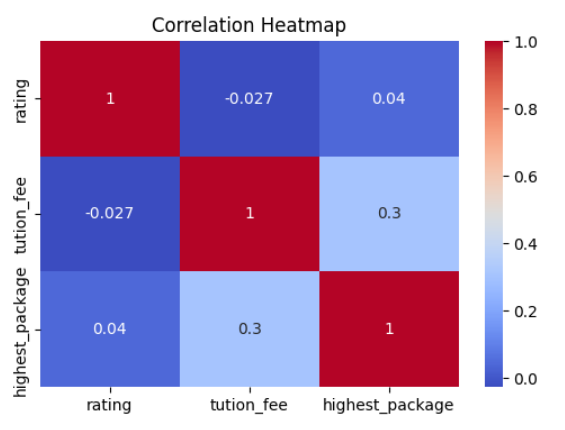 Correlation Heatmap
rating
1
-0.027
0.04
tution_fee
-0.027
1
0.3
highest_package
0.04
0.3
1
rating
tution_fee
highest_package
1.0
0.8
0.6
0.4
0.2
0.0